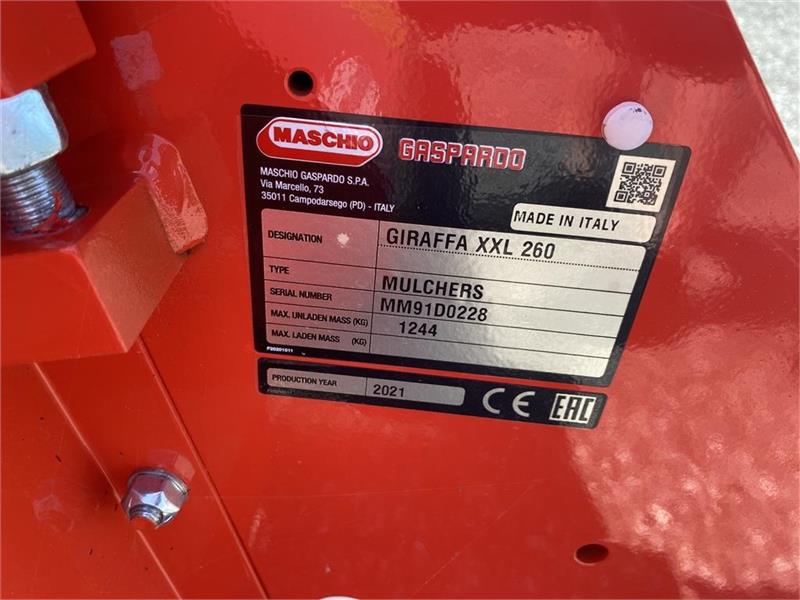 MASCHIO GASPARDO
MASCHIO GASPARDO S.P.A.
Via Marcello, 73
35011 Campodarsego (PD) - ITALY
MADE IN ITALY
DESIGNATION GIRAFFA XXL 260
TYPE MULCHERS
SERIAL NUMBER MM91D0228
MAX. UNLADEN MASS (KG) 1244
MAX. LADEN MASS (KG)
F20201011
PRODUCTION YEAR 2021 CE EAC